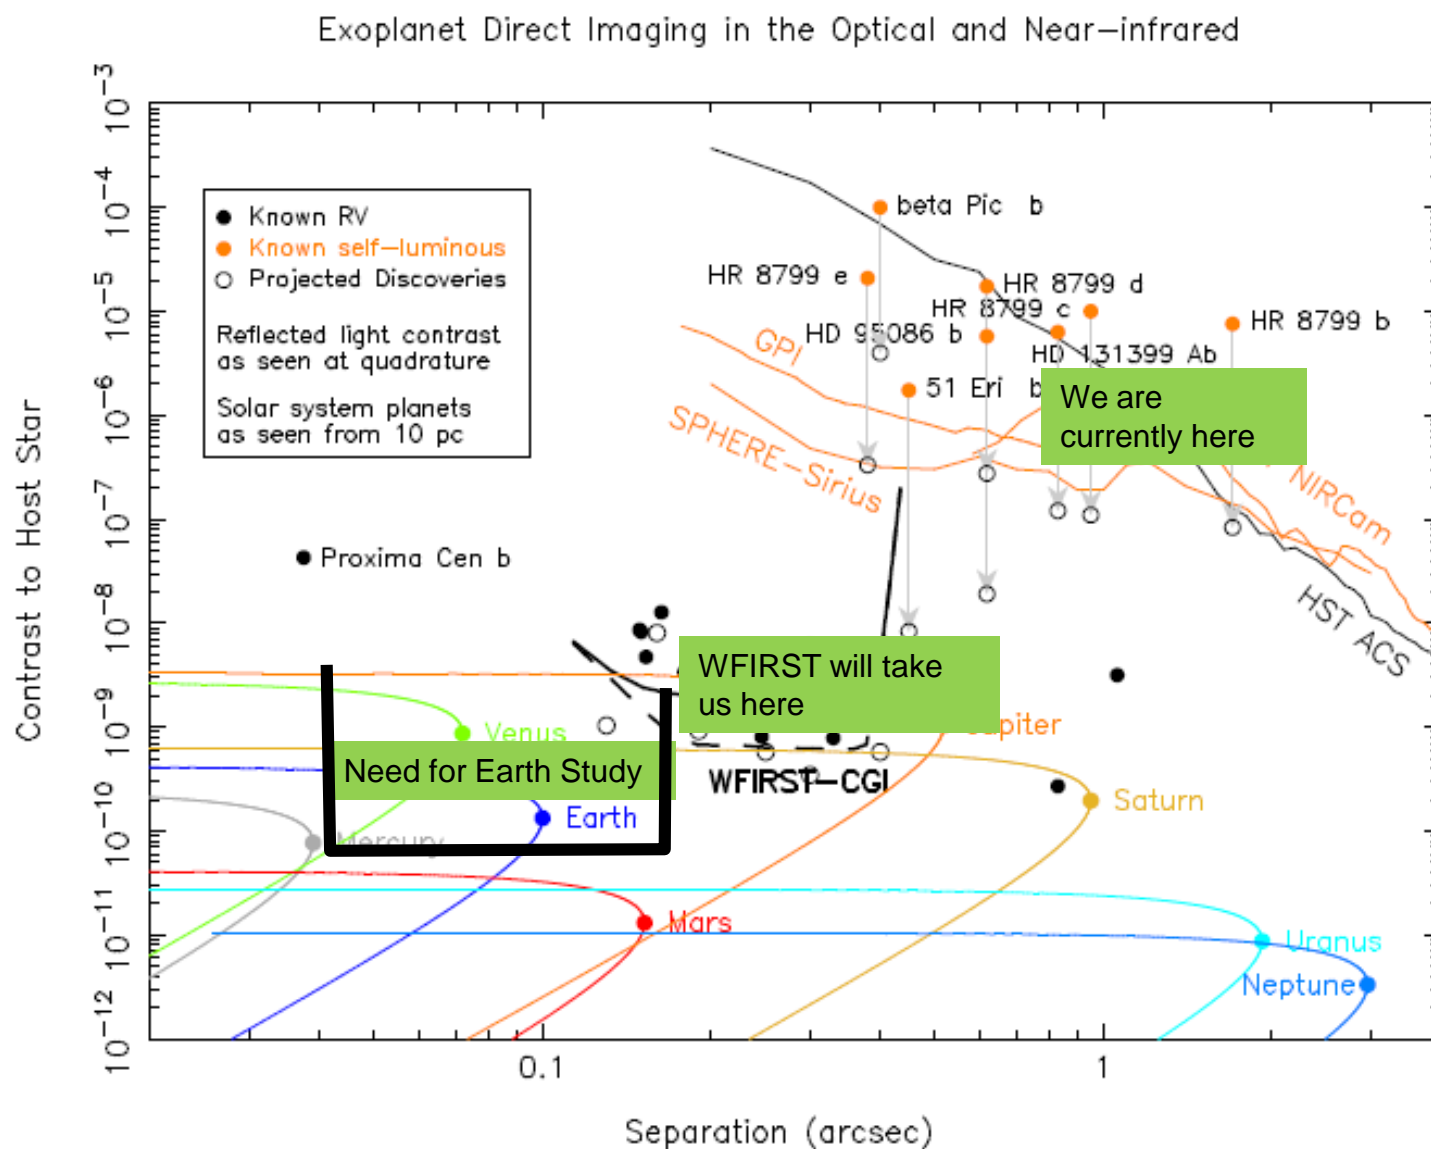 Exoplanet Direct Imaging in the Optical and Near-infrared
10⁻³
10⁻⁴
10⁻⁵
10⁻⁶
10⁻⁷
10⁻⁸
10⁻⁹
10⁻¹⁰
10⁻¹¹
10⁻¹²
Contrast to Host Star
Known RV
Known self-luminous
Projected Discoveries
Reflected light contrast
as seen at quadrature
Solar system planets
as seen from 10 pc
beta Pic b
HR 8799 e
HR 8799 d
HR 8799 c
HR 8799 b
HD 95086 b
HD 131399 Ab
GPI
51 Eri b
We are
currently here
SPHERE-Sirius
NIRCam
HST ACS
Proxima Cen b
WFIRST will take
us here
Venus
Jupiter
Need for Earth Study
WFIRST-CGI
Saturn
Earth
Mercury
Mars
Uranus
Neptune
0.1
1
Separation (arcsec)